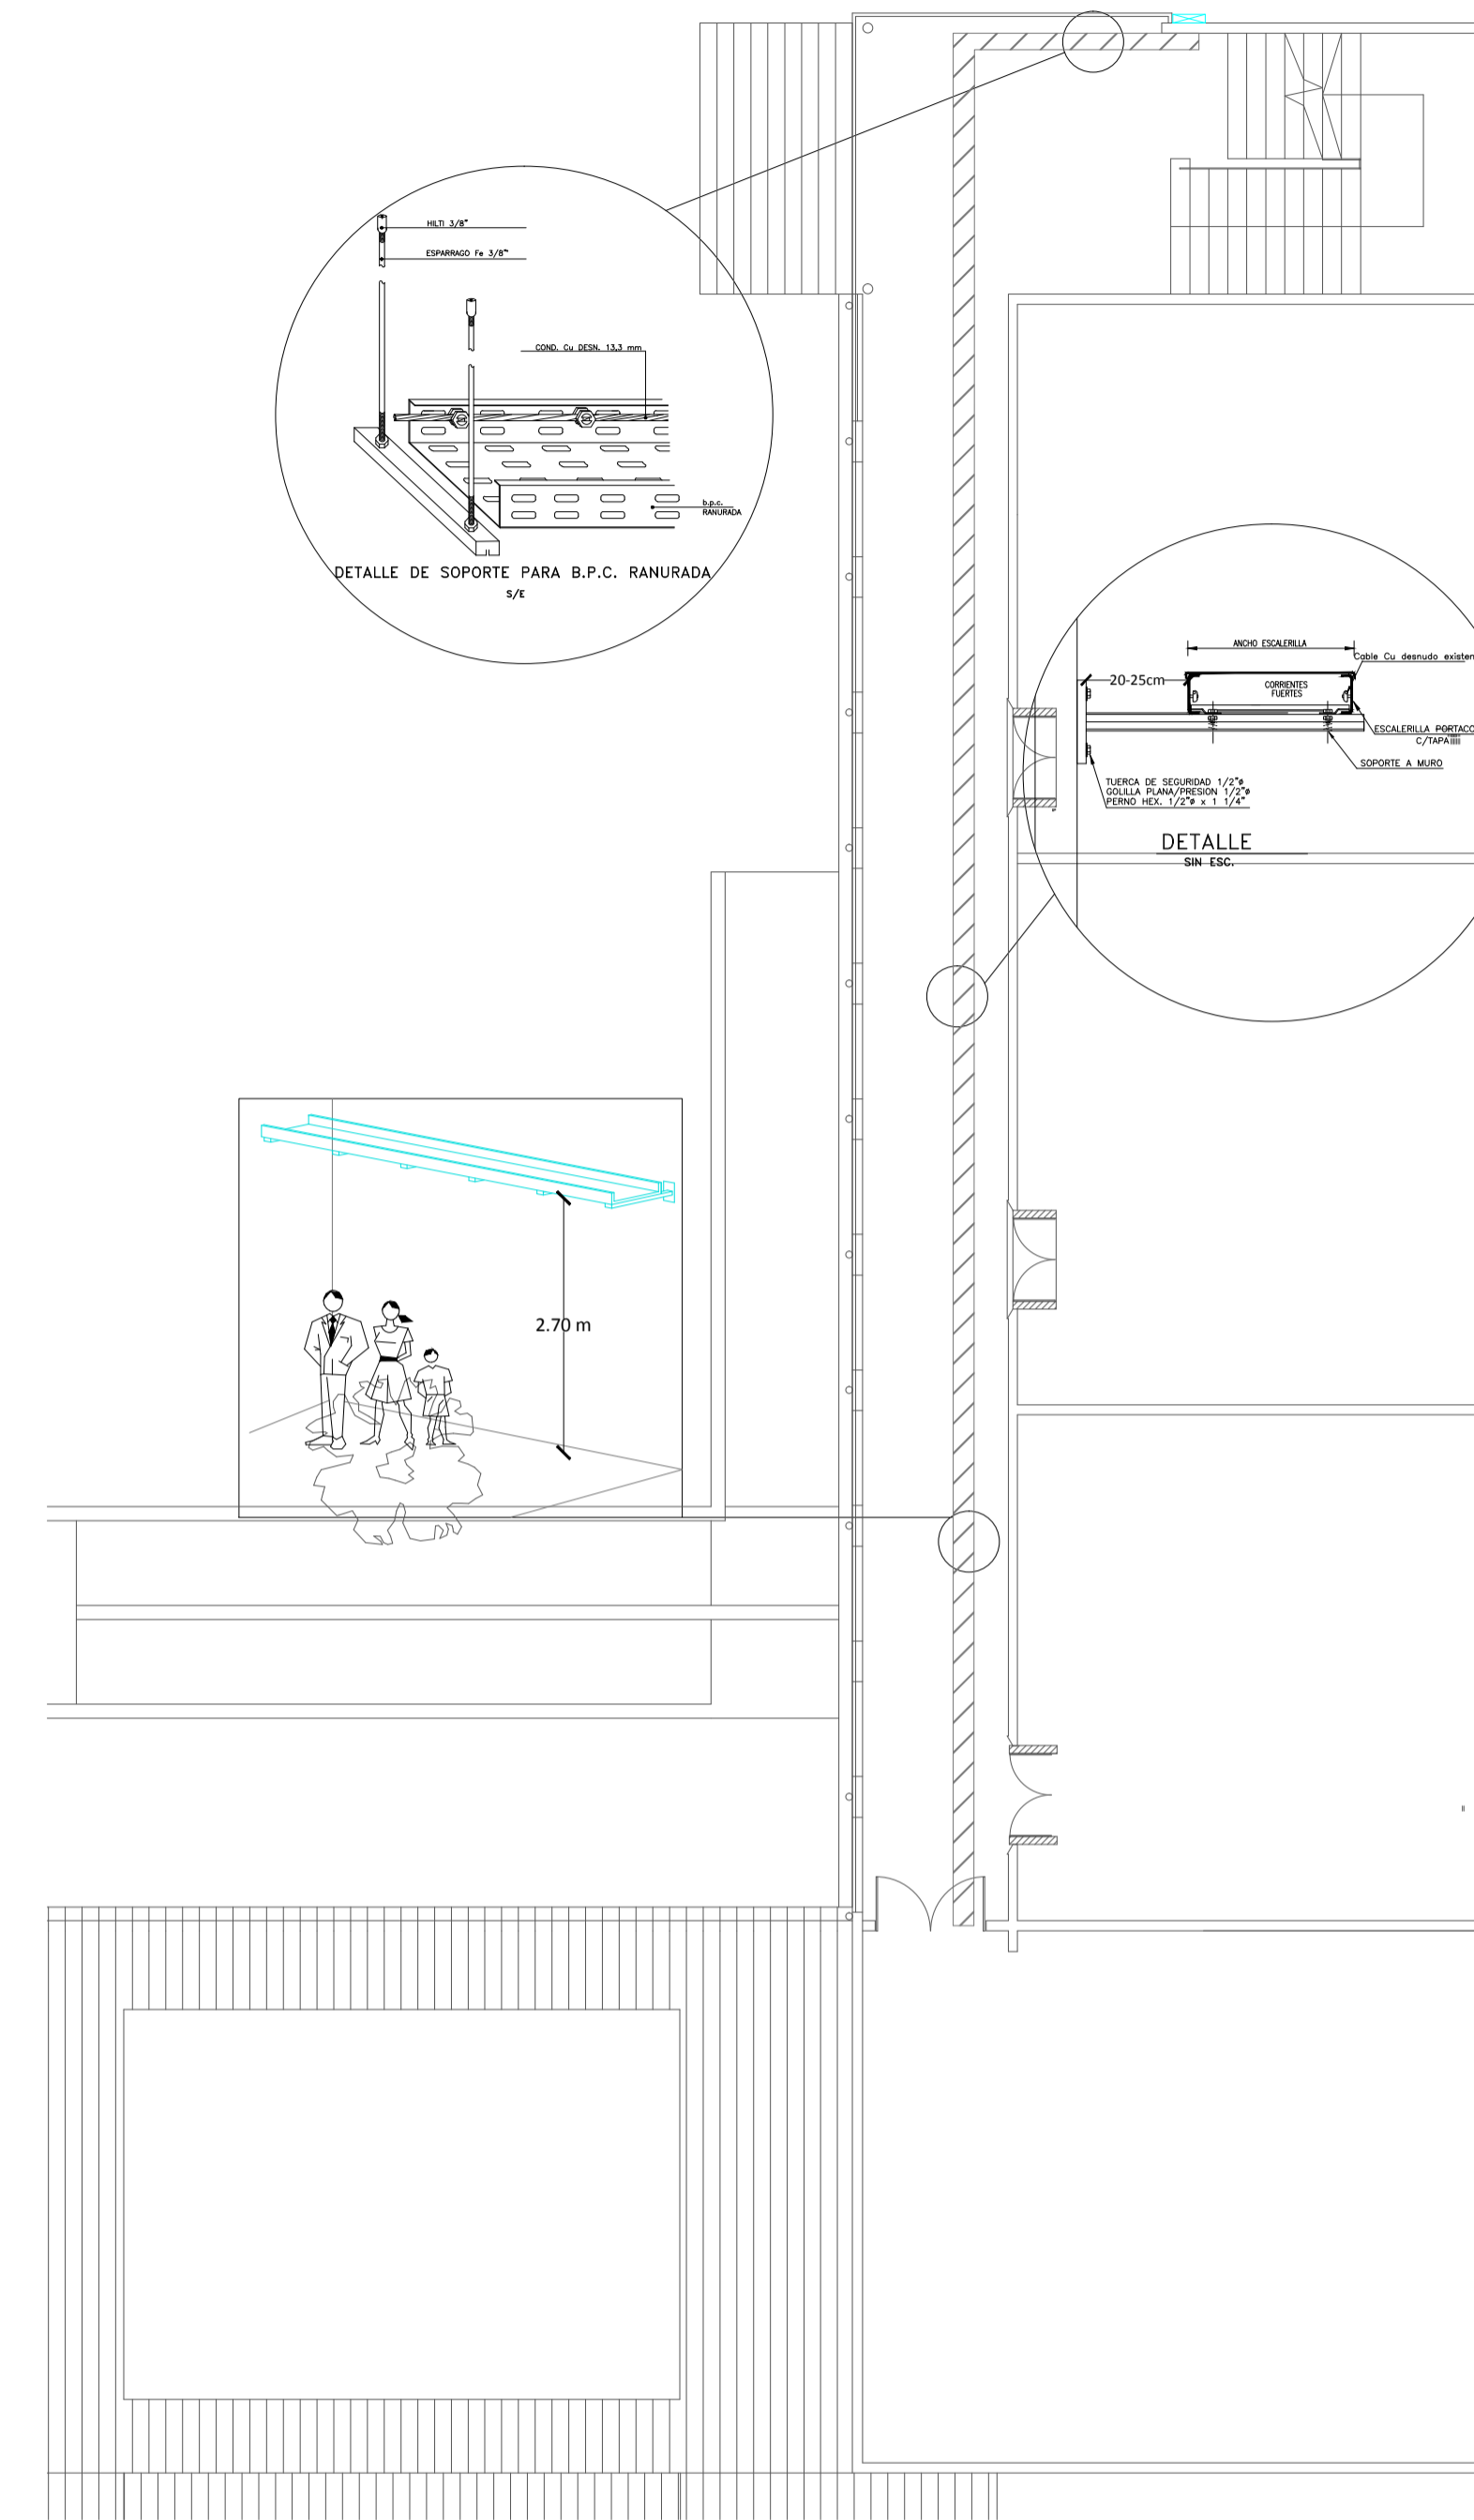 HILTI 3/8"
ESPARRAGO Fe 3/8"
COND. Cu DESN. 13,3 mm
b.p.c.
RANURADA
DETALLE DE SOPORTE PARA B.P.C. RANURADA
S/E
ANCHO ESCALERILLA
Cable Cu desnudo existen
20-25cm
CORRIENTES
FUERTES
ESCALERILLA PORTACO
C/TAPA
SOPORTE A MURO
TUERCA DE SEGURIDAD 1/2"ø
GOLILLA PLANA/PRESION 1/2"ø
PERNO HEX. 1/2"ø x 1 1/4"
DETALLE
SIN ESC.
2.70 m